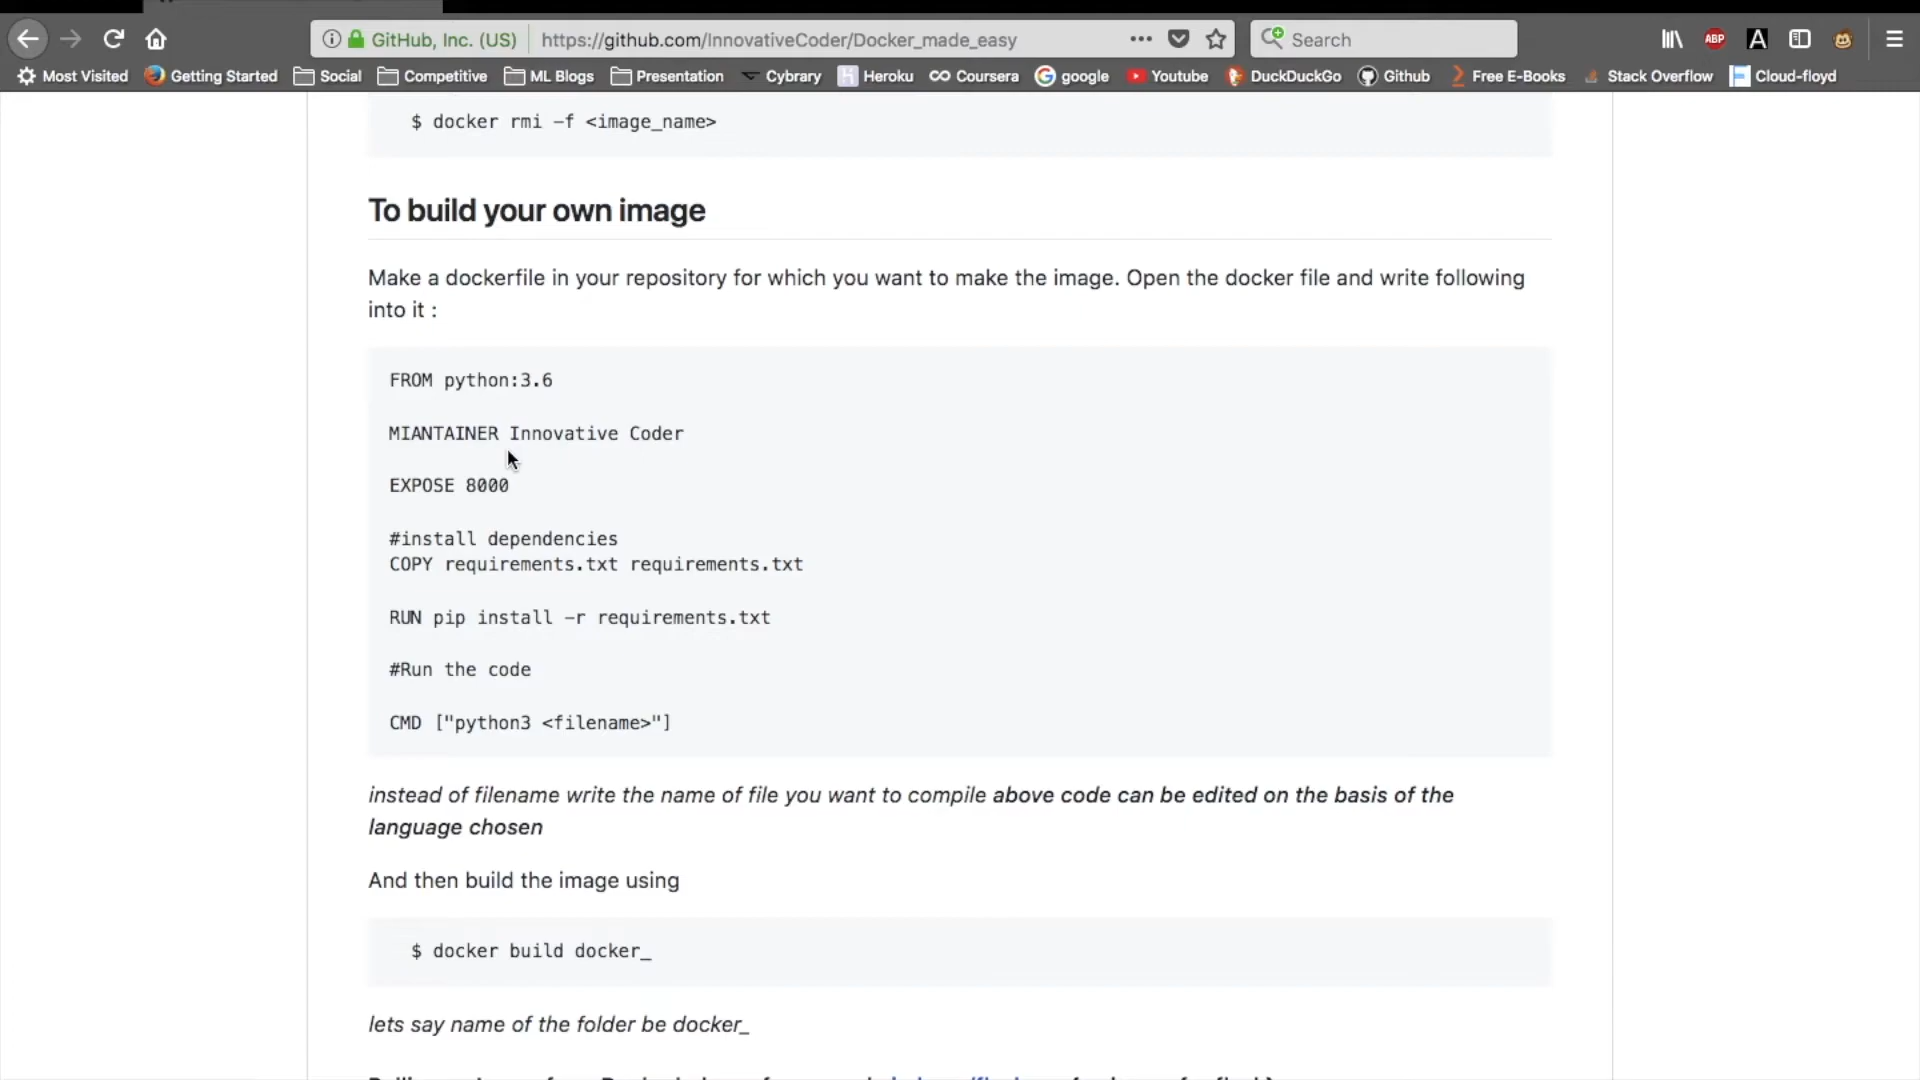 GitHub, Inc. (US) https://github.com/InnovativeCoder/Docker_made_easy Search ABP A
Most Visited Getting Started Social Competitive ML Blogs Presentation Cybrary Heroku Coursera google Youtube DuckDuckGo Github Free E-Books Stack Overflow Cloud-floyd
$ docker rmi -f <image_name>
To build your own image
Make a dockerfile in your repository for which you want to make the image. Open the docker file and write following
into it :
FROM python:3.6
MIANTAINER Innovative Coder
EXPOSE 8000
#install dependencies
COPY requirements.txt requirements.txt
RUN pip install -r requirements.txt
#Run the code
CMD ["python3 <filename>"]
instead of filename write the name of file you want to compile above code can be edited on the basis of the
language chosen
And then build the image using
$ docker build docker_
lets say name of the folder be docker_